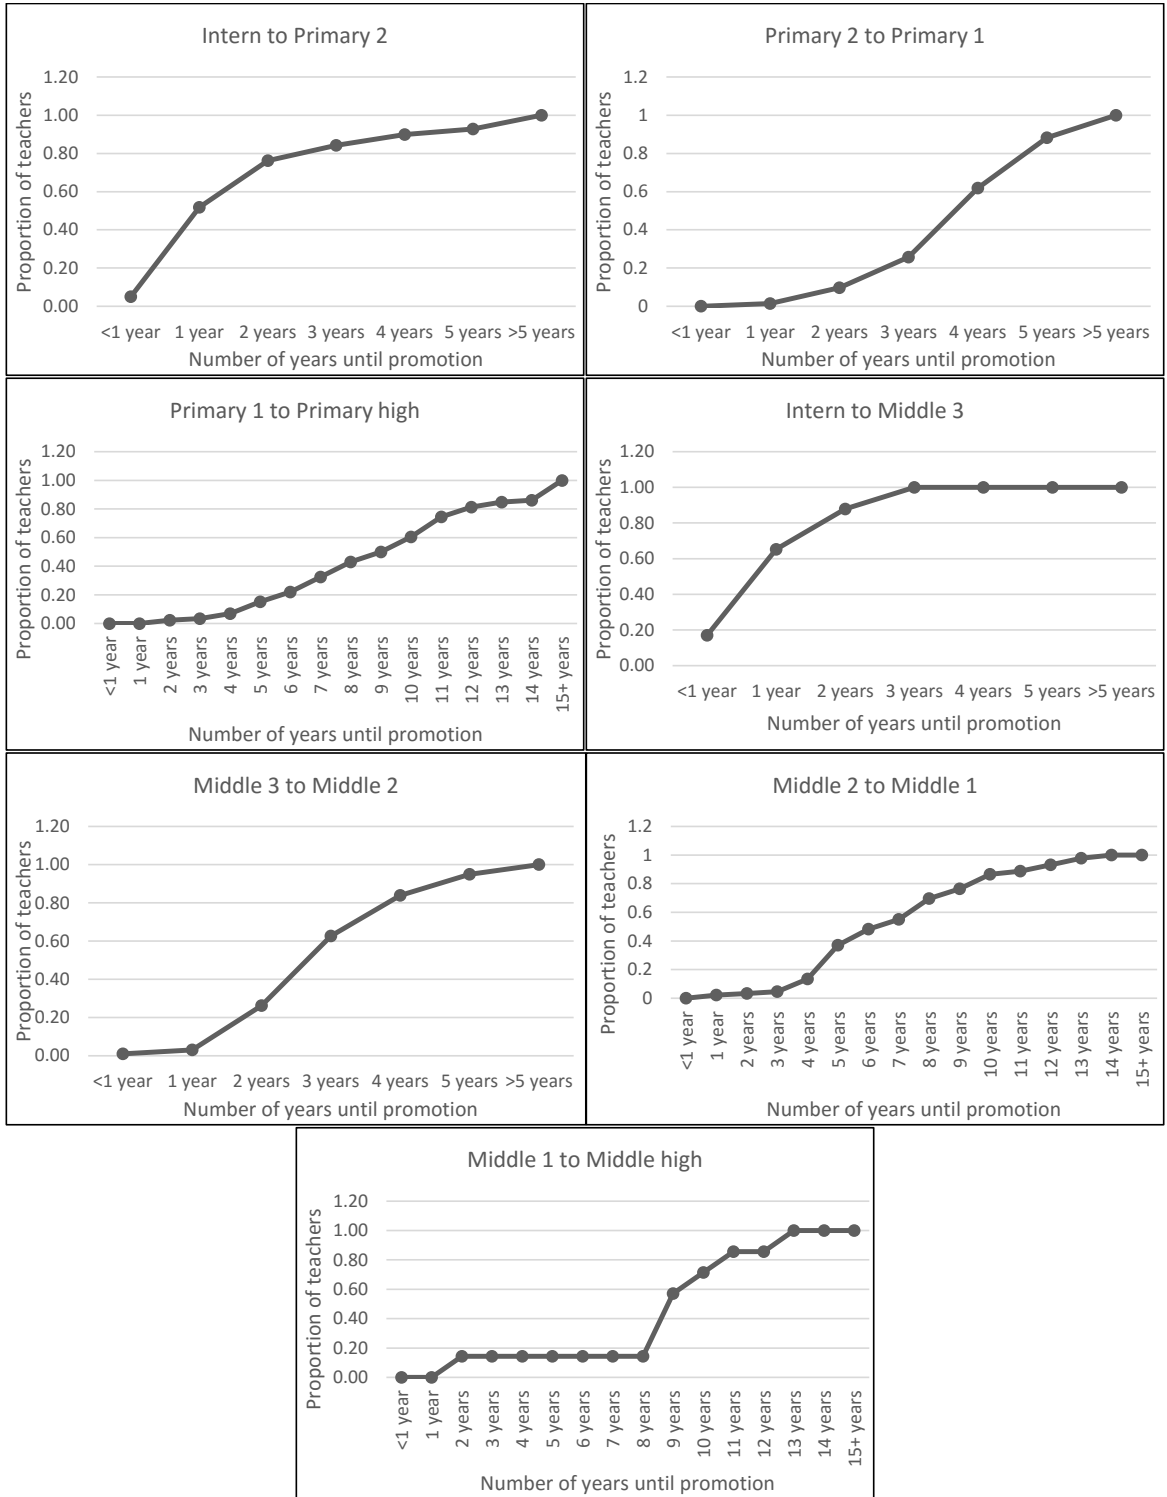 Intern to Primary 2
Proportion of teachers
1.20
1.00
0.80
0.60
0.40
0.20
0.00
<1 year 1 year 2 years 3 years 4 years 5 years >5 years
Number of years until promotion
Primary 2 to Primary 1
Proportion of teachers
1.2
1
0.8
0.6
0.4
0.2
0
<1 year 1 year 2 years 3 years 4 years 5 years >5 years
Number of years until promotion
Primary 1 to Primary high
Proportion of teachers
1.20
1.00
0.80
0.60
0.40
0.20
0.00
<1 year
1 year
2 years
3 years
4 years
5 years
6 years
7 years
8 years
9 years
10 years
11 years
12 years
13 years
14 years
15+ years
Number of years until promotion
Intern to Middle 3
Proportion of teachers
1.20
1.00
0.80
0.60
0.40
0.20
0.00
<1 year 1 year 2 years 3 years 4 years 5 years >5 years
Number of years until promotion
Middle 3 to Middle 2
Proportion of teachers
1.20
1.00
0.80
0.60
0.40
0.20
0.00
<1 year 1 year 2 years 3 years 4 years 5 years >5 years
Number of years until promotion
Middle 2 to Middle 1
Proportion of teachers
1.2
1
0.8
0.6
0.4
0.2
0
<1 year
1 year
2 years
3 years
4 years
5 years
6 years
7 years
8 years
9 years
10 years
11 years
12 years
13 years
14 years
15+ years
Number of years until promotion
Middle 1 to Middle high
Proportion of teachers
1.20
1.00
0.80
0.60
0.40
0.20
0.00
<1 year
1 year
2 years
3 years
4 years
5 years
6 years
7 years
8 years
9 years
10 years
11 years
12 years
13 years
14 years
15+ years
Number of years until promotion